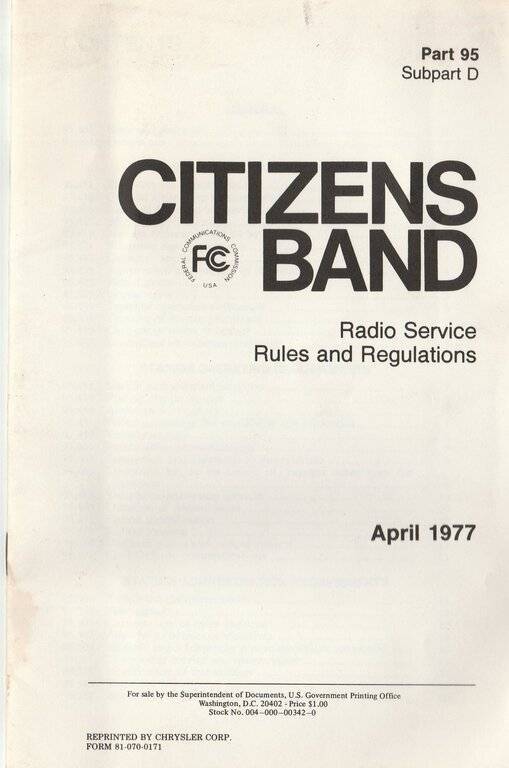 Part 95
Subpart D
CITIZENS
BAND
FEDERAL COMMUNICATIONS COMMISSION
FCC
USA
Radio Service
Rules and Regulations
April 1977
For sale by the Superintendent of Documents, U.S. Government Printing Office
Washington, D.C. 20402 - Price $1.00
Stock No. 004-000-00342-0
REPRINTED BY CHRYSLER CORP.
FORM 81-070-0171